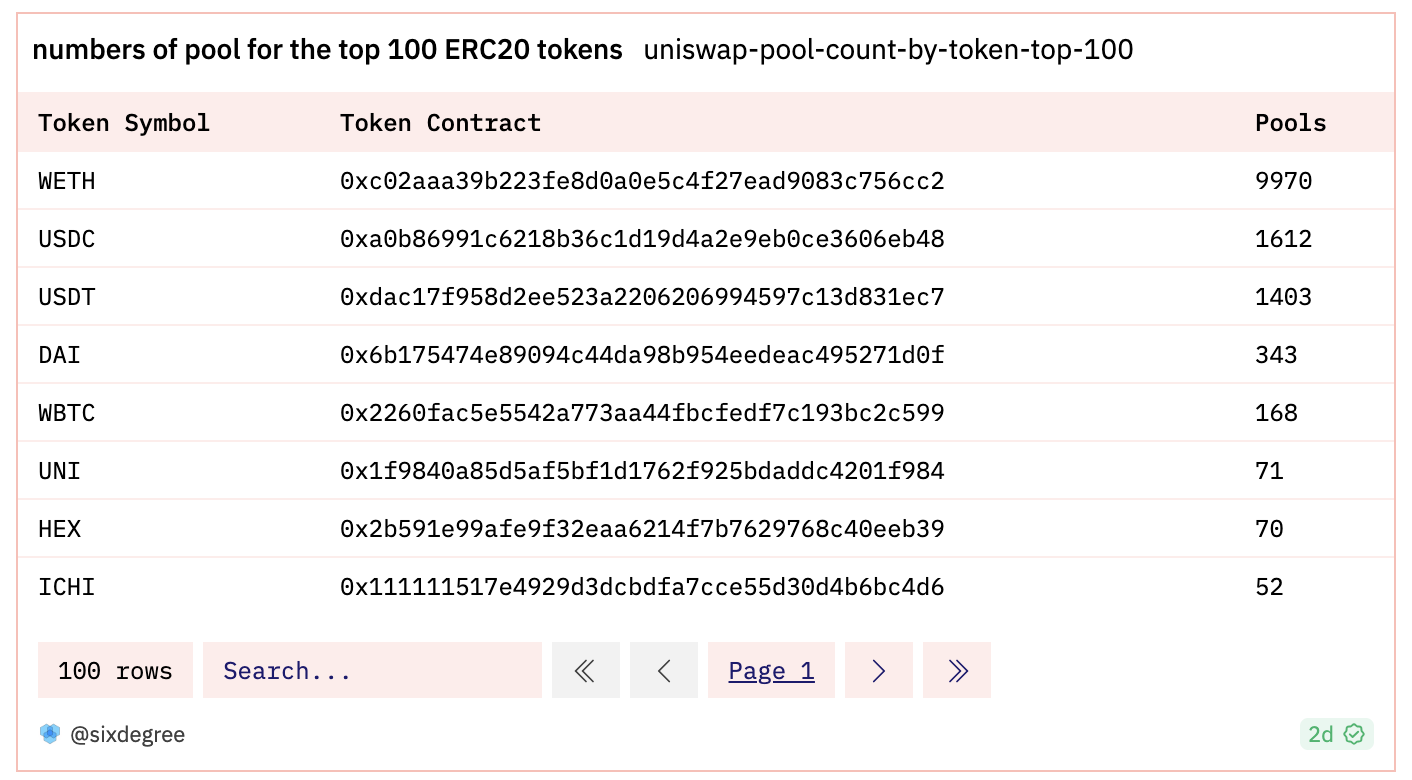 numbers of pool for the top 100 ERC20 tokens uniswap-pool-count-by-token-top-100
Token Symbol Token Contract Pools
WETH 0xc02aaa39b223fe8d0a0e5c4f27ead9083c756cc2 9970
USDC 0xa0b86991c6218b36c1d19d4a2e9eb0ce3606eb48 1612
USDT 0xdac17f958d2ee523a2206206994597c13d831ec7 1403
DAI 0x6b175474e89094c44da98b954eedeac495271d0f 343
WBTC 0x2260fac5e5542a773aa44fbcfedf7c193bc2c599 168
UNI 0x1f9840a85d5af5bf1d1762f925bdaddc4201f984 71
HEX 0x2b591e99afe9f32eaa6214f7b7629768c40eeb39 70
ICHI 0x111111517e4929d3dcbdfa7cce55d30d4b6bc4d6 52
100 rows Search... Page 1
@sixdegree 2d